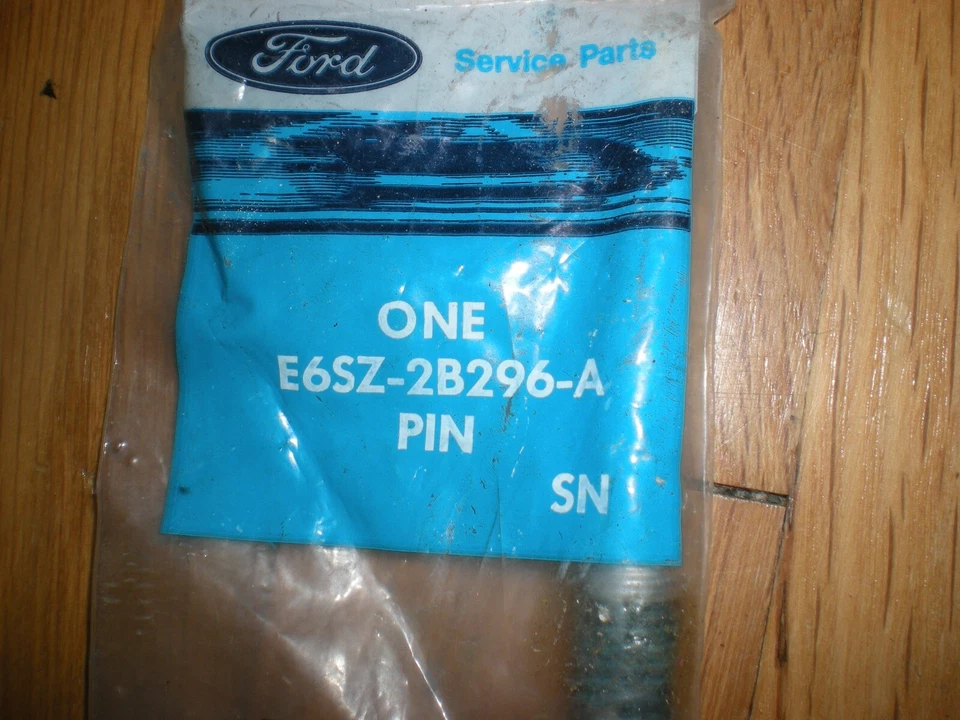 Ford Service Parts
ONE
E6SZ-2B296-A
PIN
SN